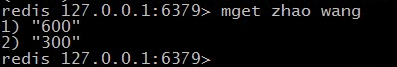 redis 127.0.0.1:6379> mget zhao wang
1) "600"
2) "300"
redis 127.0.0.1:6379>